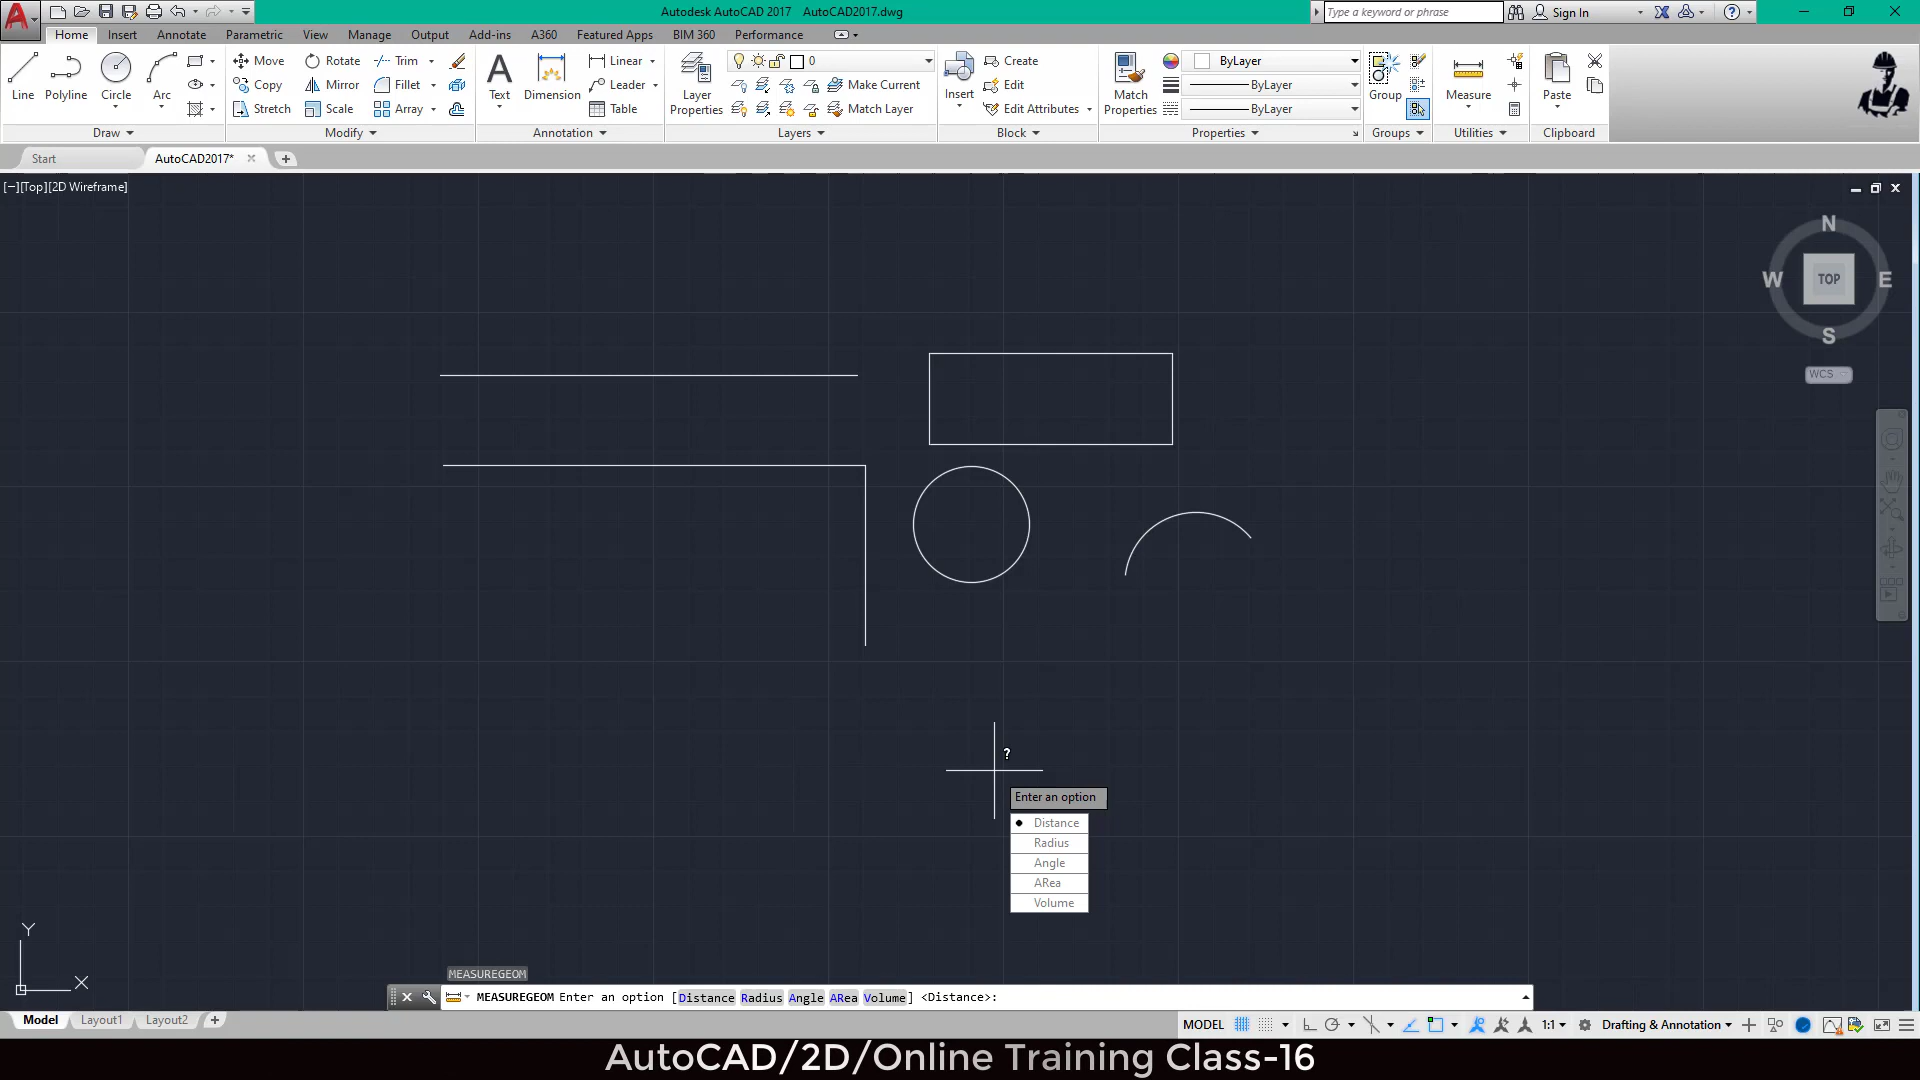 Autodesk AutoCAD 2017 AutoCAD2017.dwg
Type a keyword or phrase
Sign In
Home Insert Annotate Parametric View Manage Output Add-ins A360 Featured Apps BIM 360 Performance
Line Polyline Circle Arc
Draw
Move Rotate Trim
Copy Mirror Fillet
Stretch Scale Array
Modify
Text Dimension
Linear
Leader
Table
Annotation
Layer Properties
0
Make Current
Match Layer
Layers
Insert
Create
Edit
Edit Attributes
Block
Match Properties
ByLayer
ByLayer
ByLayer
Properties
Group
Groups
Measure
Utilities
Paste
Clipboard
Start AutoCAD2017*
[−][Top][2D Wireframe]
N
W TOP E
S
WCS
?
Enter an option
Distance
Radius
Angle
ARea
Volume
Y
X
MEASUREGEOM
MEASUREGEOM Enter an option [Distance Radius Angle ARea Volume] <Distance>:
Model Layout1 Layout2
MODEL 1:1 Drafting & Annotation
AutoCAD/2D/Online Training Class-16